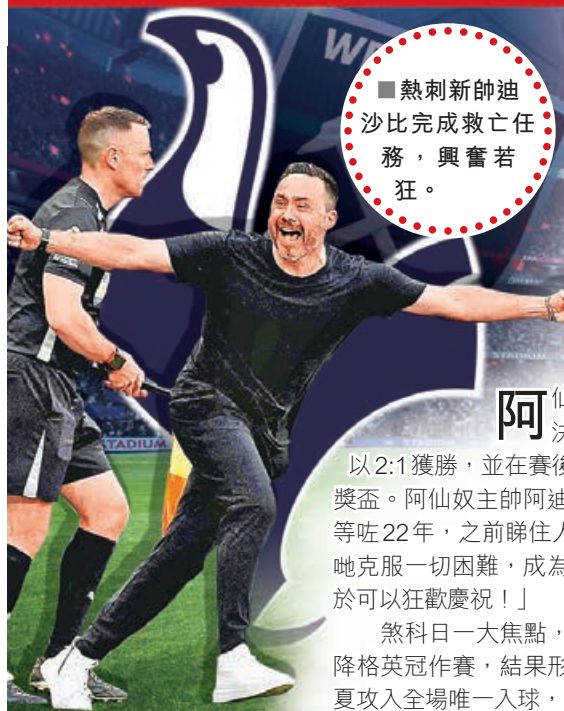 ■熱刺新帥迪
沙比完成救亡任
務，興奮若
狂。
STADIUM
STADIUM
阿仙
決
以2:1獲勝，並在賽後
獎盃。阿仙奴主帥阿迪
等咗22年，之前睇住人
哋克服一切困難，成為
於可以狂歡慶祝！」
煞科日一大焦點，
降格英冠作賽，結果形
夏攻入全場唯一入球，